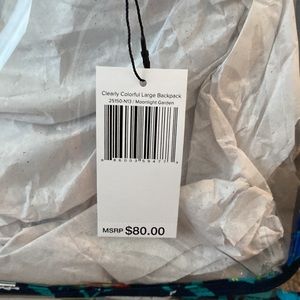 Clearly Colorful Large Backpack
25150-N13 / Moonlight Garden
MSRP $80.00